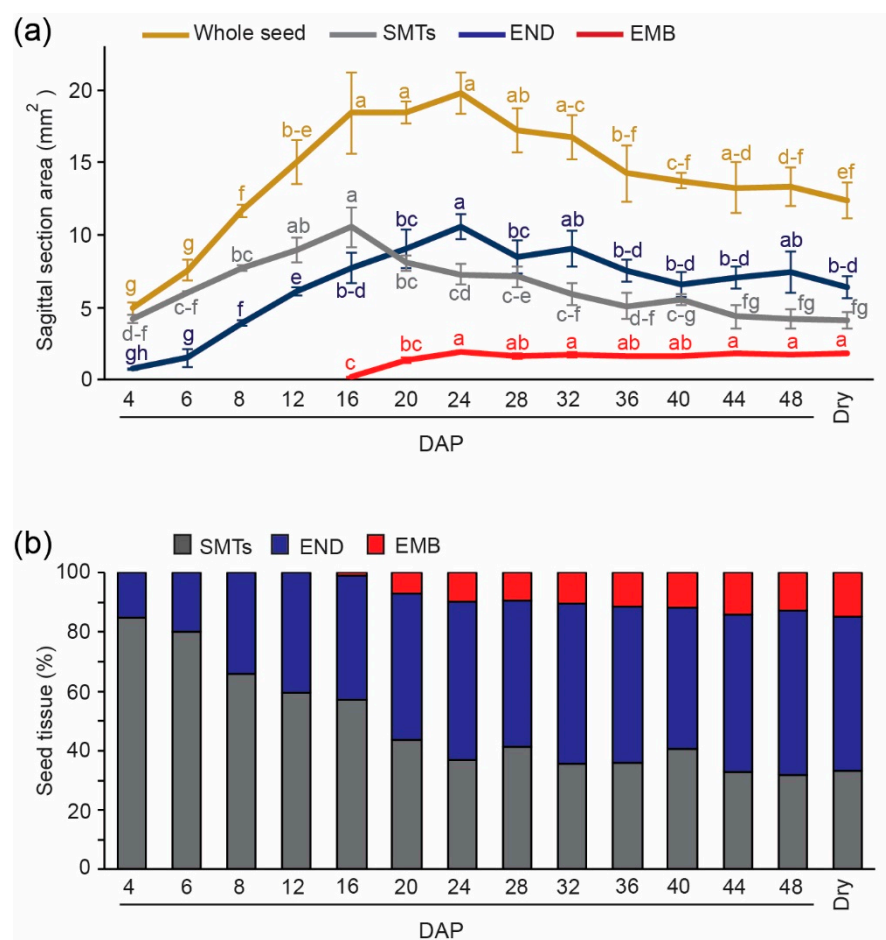 (a)
Whole seed SMTs END EMB
Sagittal section area (mm2)
20
15
10
5
0
g g f b-e a a a ab a-c b-f c-f a-d d-f ef
d-f c-f bc ab a bc cd c-e c-f d-f c-g fg fg fg
gh g f e b-d bc a bc ab b-d b-d b-d ab b-d
c bc a ab ab ab ab a a a
4 6 8 12 16 20 24 28 32 36 40 44 48 Dry
DAP
(b)
SMTs END EMB
Seed tissue (%)
100
80
60
40
20
0
4 6 8 12 16 20 24 28 32 36 40 44 48 Dry
DAP